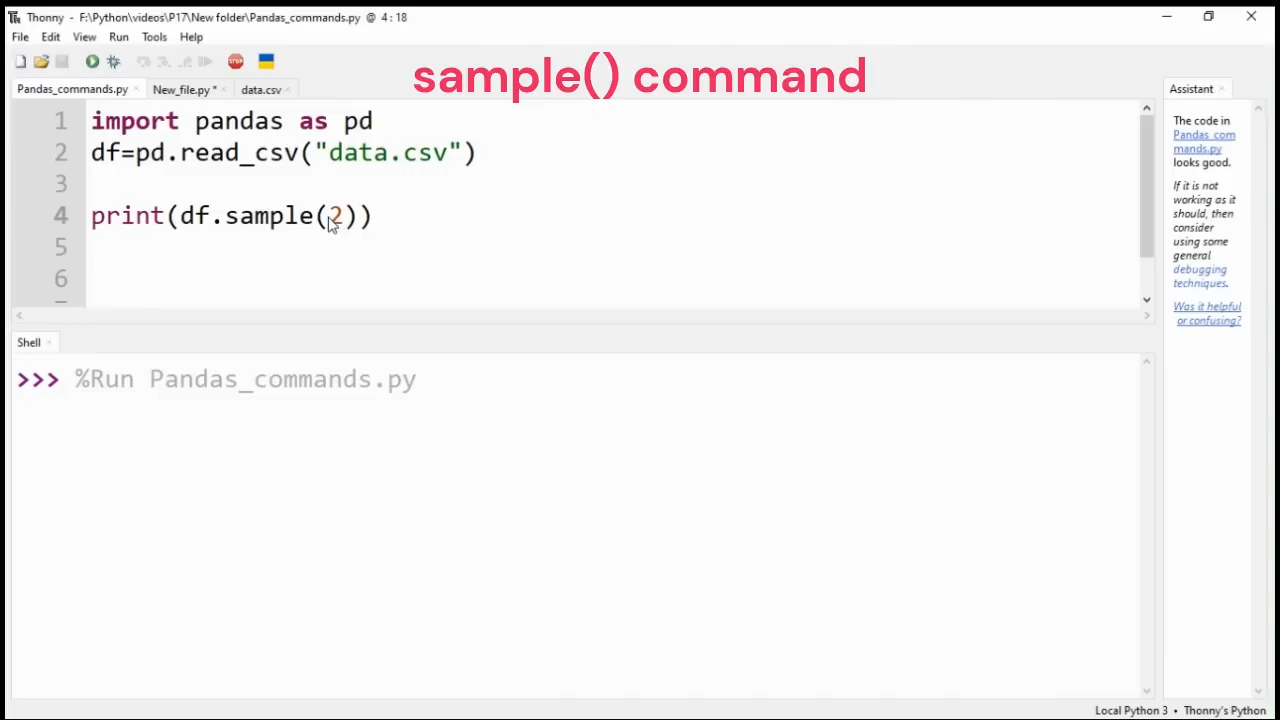 Thonny - F:\Python\videos\P17\New folder\Pandas_commands.py @ 4:18
File Edit View Run Tools Help
STOP
sample() command
Pandas_commands.py New_file.py * data.csv
Assistant
1 import pandas as pd
2 df=pd.read_csv("data.csv")
3
4 print(df.sample(2))
5
6
The code in
Pandas_com
mands.py
looks good.
If it is not
working as it
should, then
consider
using some
general
debugging
techniques.
Was it helpful
or confusing?
Shell
>>> %Run Pandas_commands.py
Local Python 3 • Thonny's Python